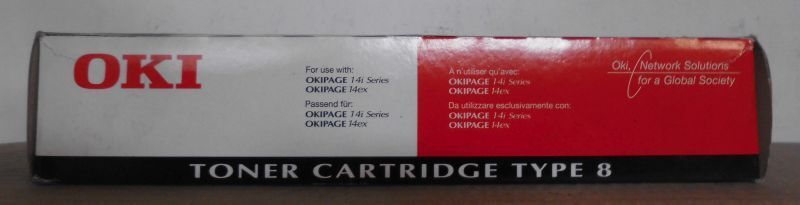 OKI
For use with:
OKIPAGE 14i Series
OKIPAGE 14ex
Passend für:
OKIPAGE 14i Series
OKIPAGE 14ex
A n'utiliser qu'avec:
OKIPAGE 14i Series
OKIPAGE 14ex
Da utilizzare esclusivamente con:
OKIPAGE 14i Series
OKIPAGE 14ex
Oki, Network Solutions
for a Global Society
TONER CARTRIDGE TYPE 8